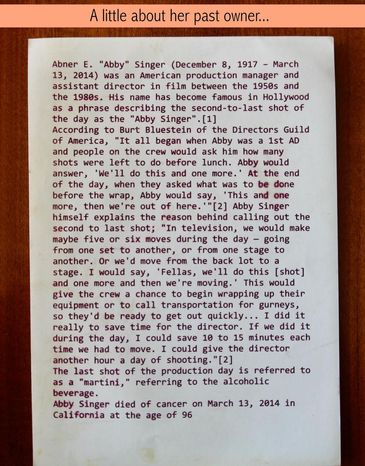 A little about her past owner...
Abner E. "Abby" Singer (December 8, 1917 – March
13, 2014) was an American production manager and
assistant director in film between the 1950s and
the 1980s. His name has become famous in Hollywood
as a phrase describing the second-to-last shot of
the day as the "Abby Singer".[1]
According to Burt Bluestein of the Directors Guild
of America, "It all began when Abby was a 1st AD
and people on the crew would ask him how many
shots were left to do before lunch. Abby would
answer, 'We'll do this and one more.' At the end
of the day, when they asked what was to be done
before the wrap, Abby would say, 'This and one
more, then we're out of here.'"[2] Abby Singer
himself explains the reason behind calling out the
second to last shot; "In television, we would make
maybe five or six moves during the day – going
from one set to another, or from one stage to
another. Or we'd move from the back lot to a
stage. I would say, 'Fellas, we'll do this [shot]
and one more and then we're moving.' This would
give the crew a chance to begin wrapping up their
equipment or to call transportation for gurneys,
so they'd be ready to get out quickly... I did it
really to save time for the director. If we did it
during the day, I could save 10 to 15 minutes each
time we had to move. I could give the director
another hour a day of shooting."[2]
The last shot of the production day is referred to
as a "martini," referring to the alcoholic
beverage.
Abby Singer died of cancer on March 13, 2014 in
California at the age of 96